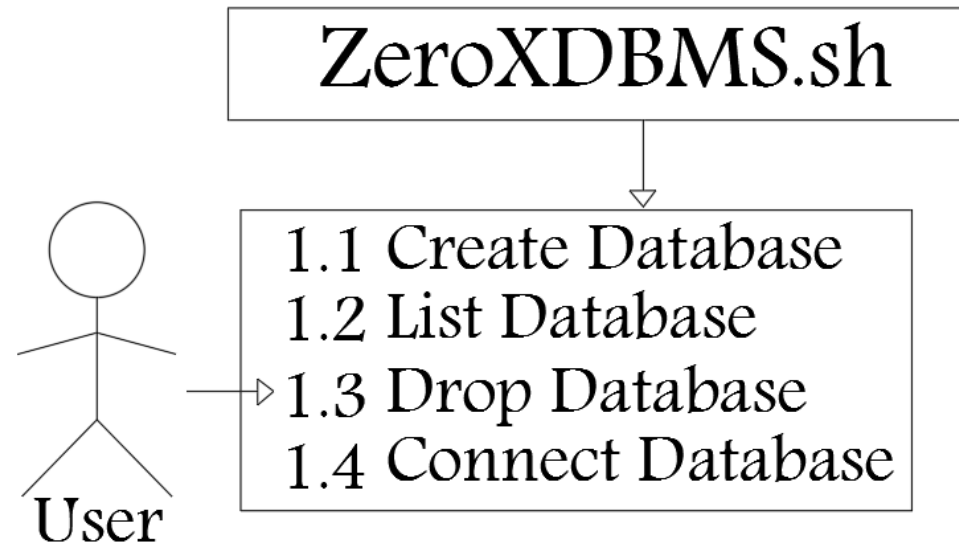 ZeroXDBMS.sh
1.1 Create Database
1.2 List Database
1.3 Drop Database
1.4 Connect Database
User